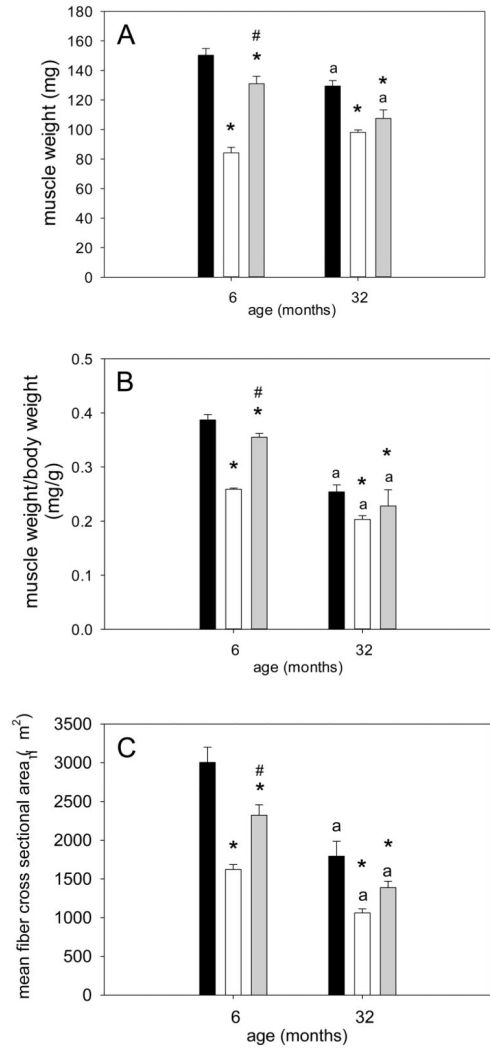 180
A
#
160
*
a
140
*
120
*
a
100
*
80
60
40
20
0
muscle weight (mg)
6
32
age (months)
0.5
B
#
0.4
*
*
0.3
*
a
*
a
a
0.2
0.1
0.0
muscle weight/body weight
(mg/g)
6
32
age (months)
3500
C
3000
#
*
2500
a
2000
*
*
*
1500
a
a
1000
500
0
mean fiber cross sectional area ( m²)
6
32
age (months)